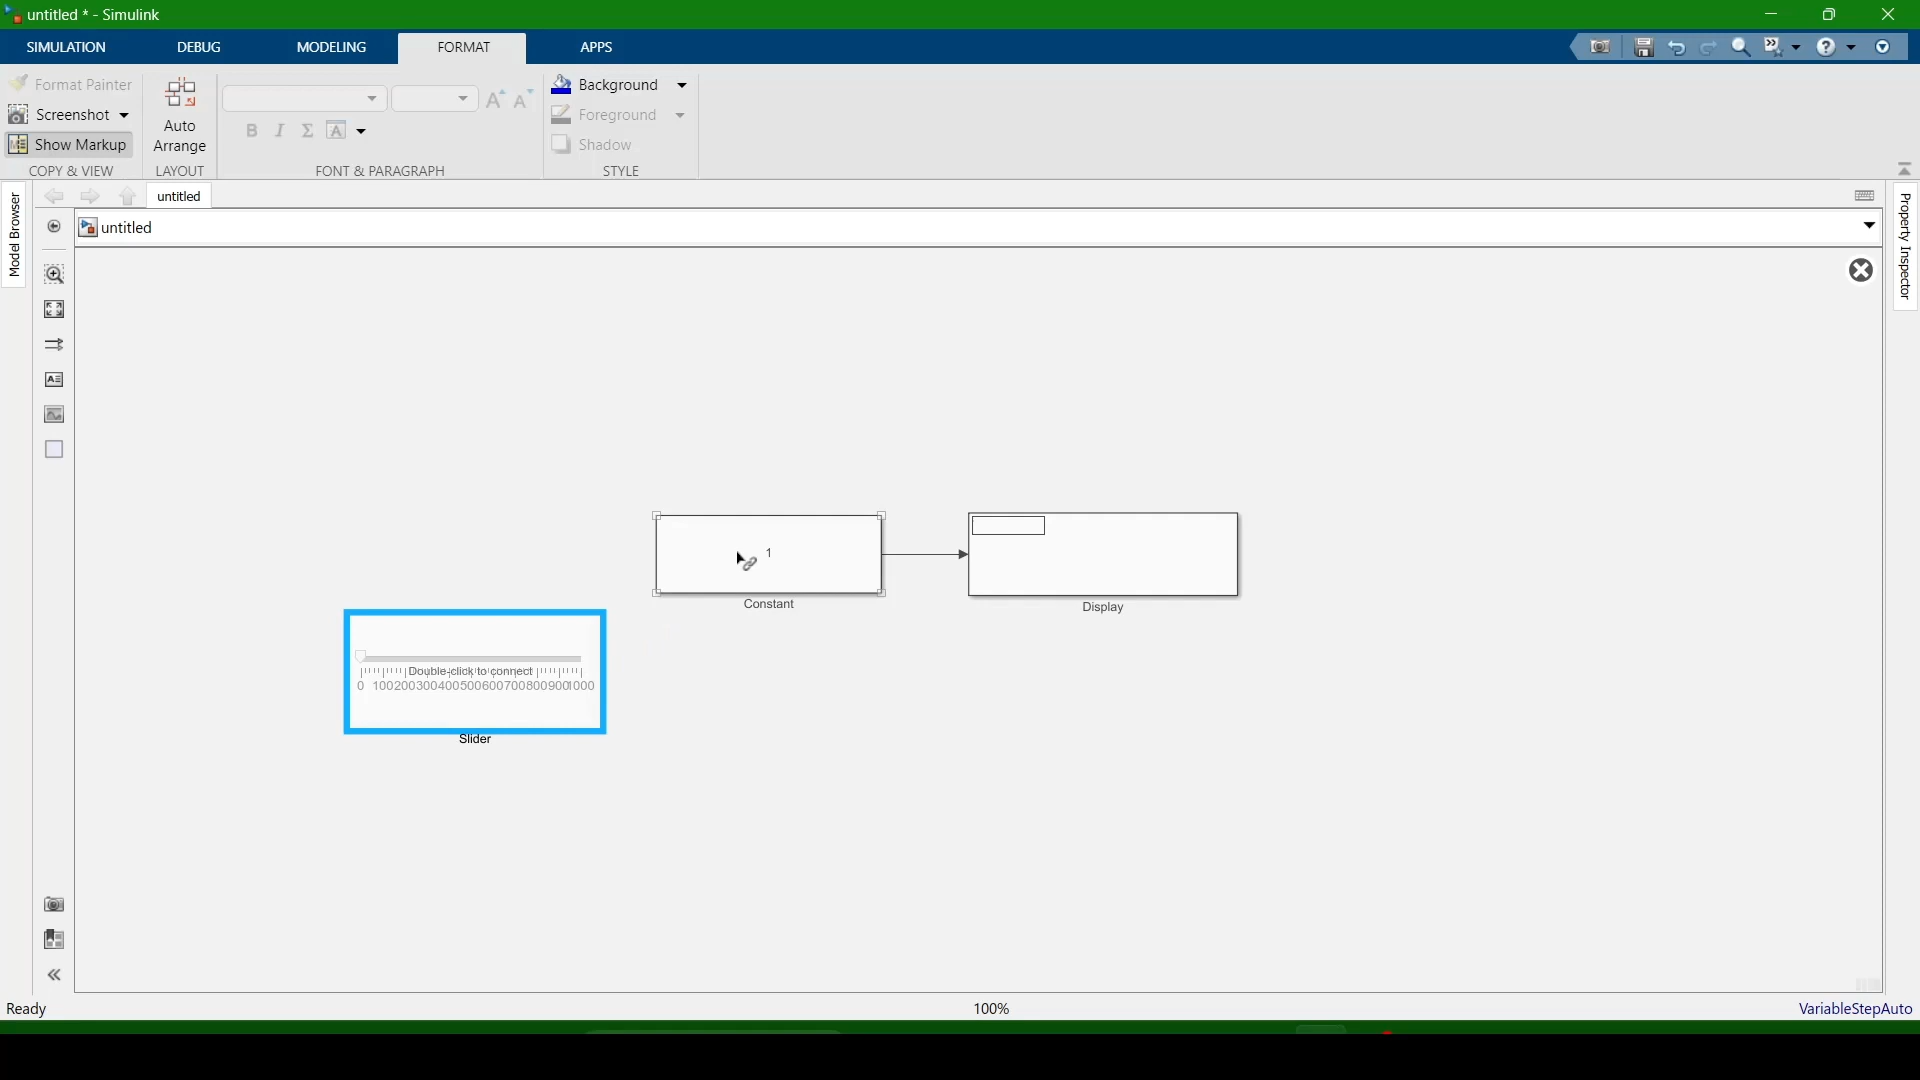 untitled * - Simulink
SIMULATION DEBUG MODELING FORMAT APPS
Format Painter
Screenshot
Show Markup
COPY & VIEW
Auto
Arrange
LAYOUT
A A
B I Σ A
FONT & PARAGRAPH
Background
Foreground
Shadow
STYLE
Model Browser
untitled
untitled
Property Inspector
1
Constant
Display
Double-click to connect
0 1002003004005006007008009001000
Slider
Ready 100% VariableStepAuto